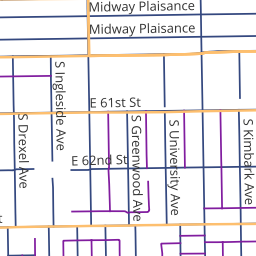 Midway Plaisance
Midway Plaisance
S Ingleside Ave
E 61st St
S Drexel Ave
S Greenwood Ave
S University Ave
S Kimbark Ave
E 62nd St
t